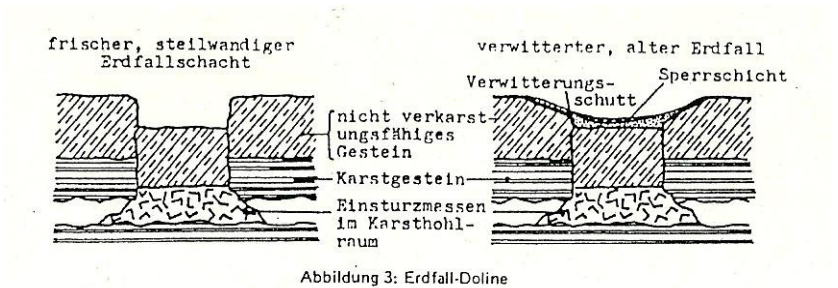 frischer, steilwandiger
Erdfallschacht
verwitterter, alter Erdfall
Verwitterungs-
schutt
Sperrschicht
nicht verkarst-
ungsfähiges
Gestein
Karstgestein
Einsturzmessen
im Karsthohl-
raum
Abbildung 3: Erdfall-Doline